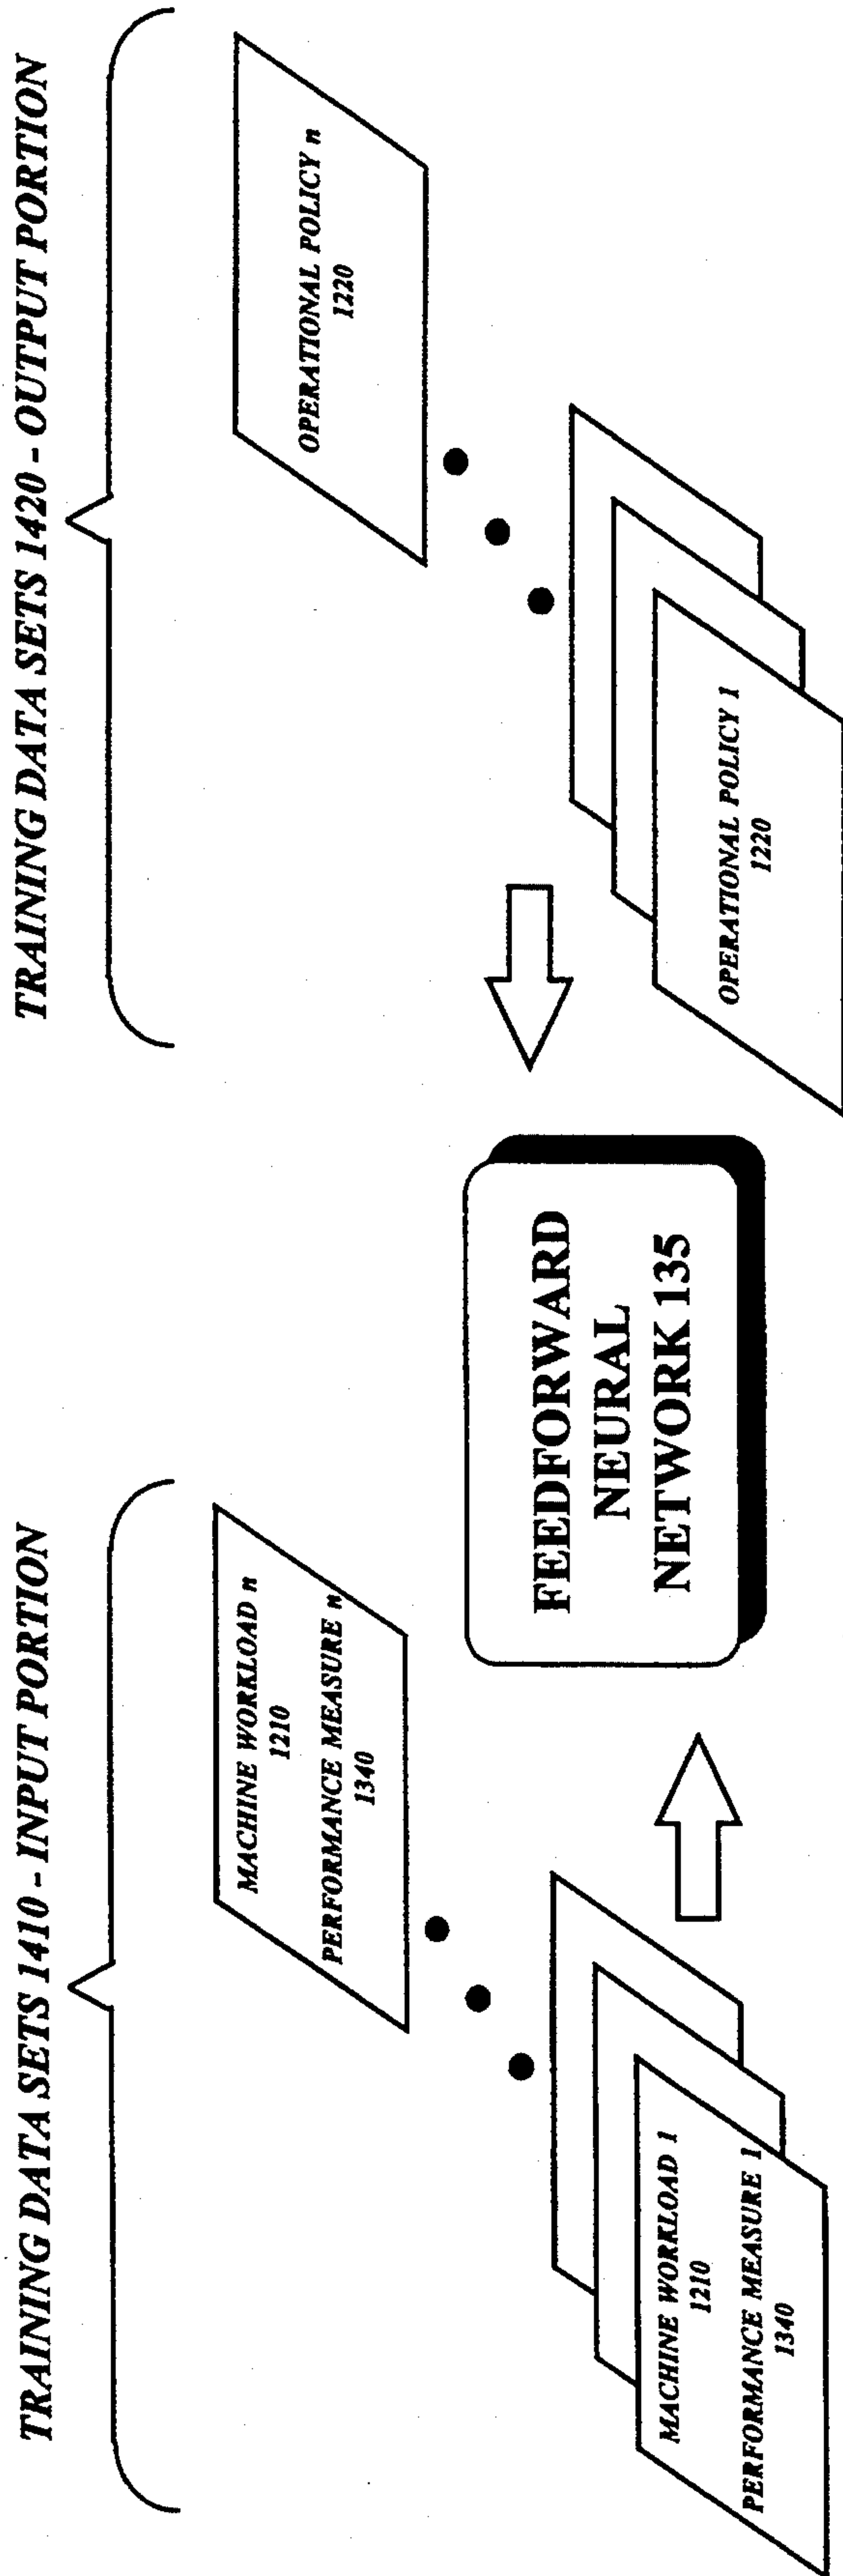 TRAINING DATA SETS 1410 - INPUT PORTION
MACHINE WORKLOAD n
1210
PERFORMANCE MEASURE n
1340
MACHINE WORKLOAD 1
1210
PERFORMANCE MEASURE 1
1340
FEEDFORWARD
NEURAL
NETWORK 135
TRAINING DATA SETS 1420 - OUTPUT PORTION
OPERATIONAL POLICY n
1220
OPERATIONAL POLICY 1
1220